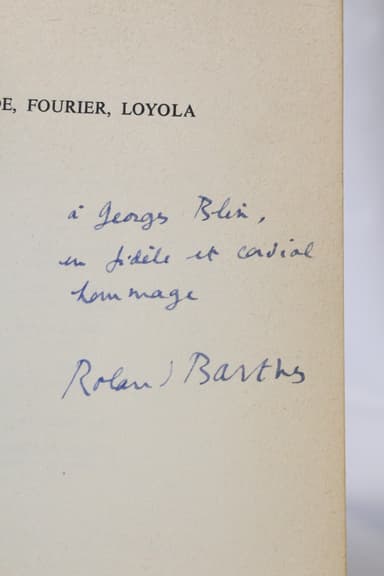 DE, FOURIER, LOYOLA
à Georges Blin,
en fidèle et cordial
hommage
Roland Barthes